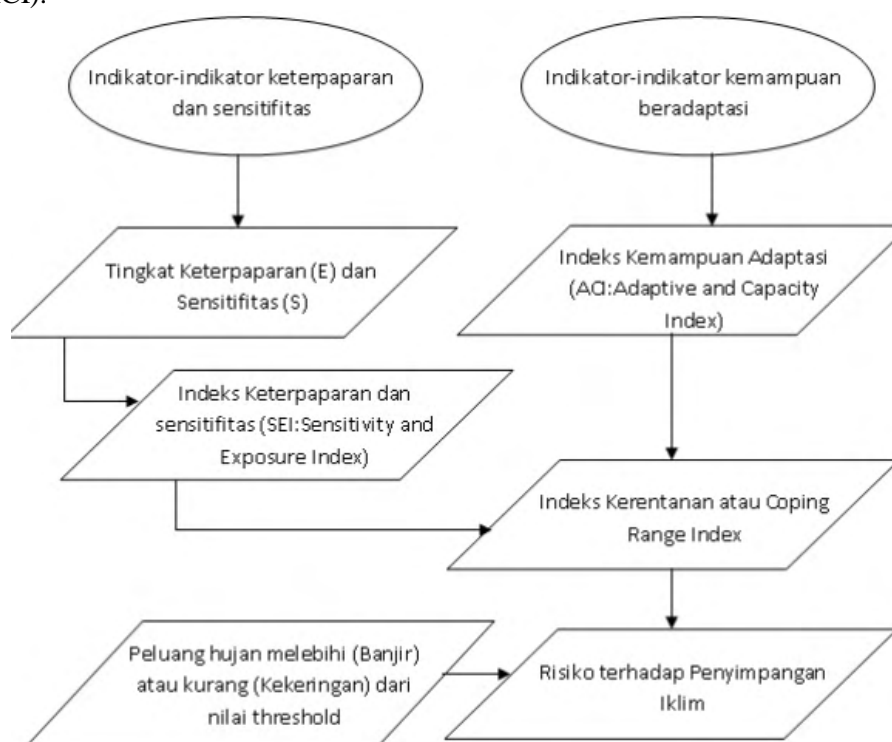 ACI).
Indikator-indikator keterpaparan
dan sensitifitas
Indikator-indikator kemampuan
beradaptasi
Tingkat Keterpaparan (E) dan
Sensitifitas (S)
Indeks Kemampuan Adaptasi
(ACI:Adaptive and Capacity
Index)
Indeks Keterpaparan dan
sensitifitas (SEI:Sensitivity and
Exposure Index)
Indeks Kerentanan atau Coping
Range Index
Peluang hujan melebihi (Banjir)
atau kurang (Kekeringan) dari
nilai threshold
Risiko terhadap Penyimpangan
Iklim